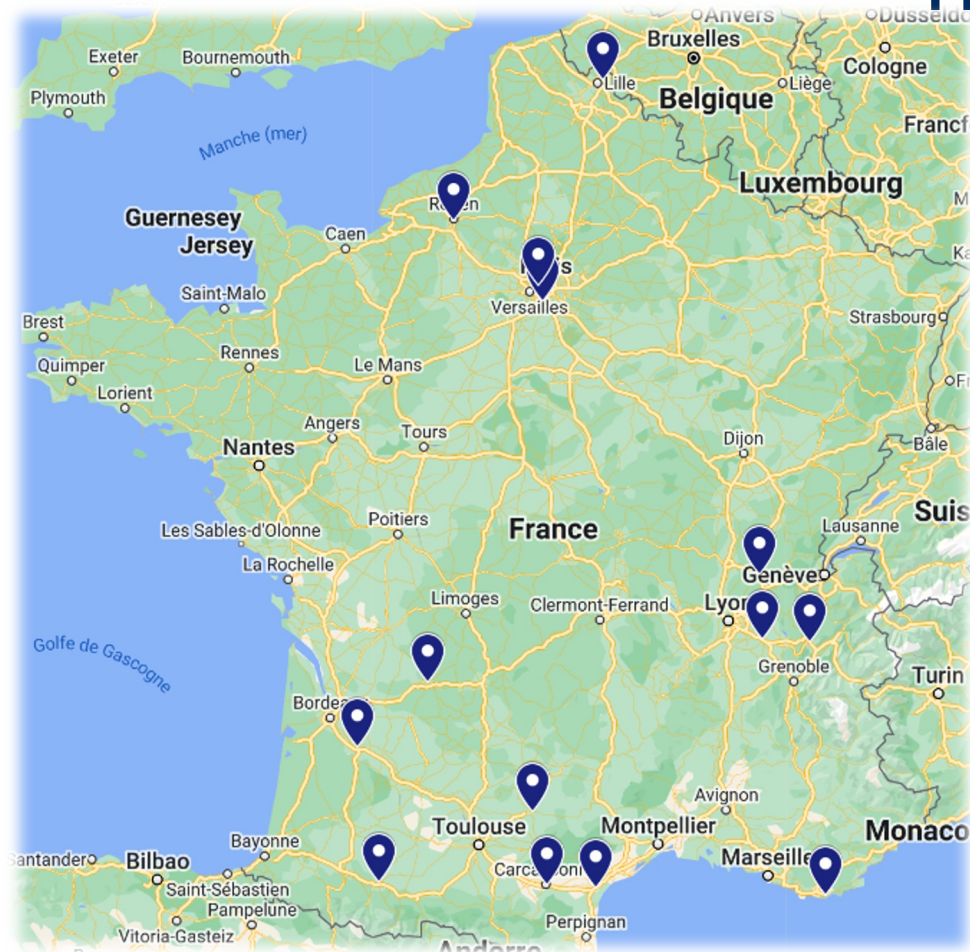 Anvers
Düsseldo
Exeter
Bournemouth
Bruxelles
Cologne
Lille
Liège
Plymouth
Belgique
Francf
Manche (mer)
Luxembourg
Guernesey
Jersey
Caen
Saint-Malo
Versailles
Brest
Strasbourg
Rennes
Quimper
Le Mans
Lorient
Angers
Tours
Dijon
Bâle
Nantes
Poitiers
Les Sables-d'Olonne
France
Suis
Lausanne
La Rochelle
Genève
Limoges
Clermont-Ferrand
Lyon
Golfe de Gascogne
Grenoble
Turin
Avignon
Toulouse
Montpellier
Monaco
Bayonne
Santander
Bilbao
Marseille
Saint-Sébastien
Pampelune
Perpignan
Vitoria-Gasteiz
Andorre